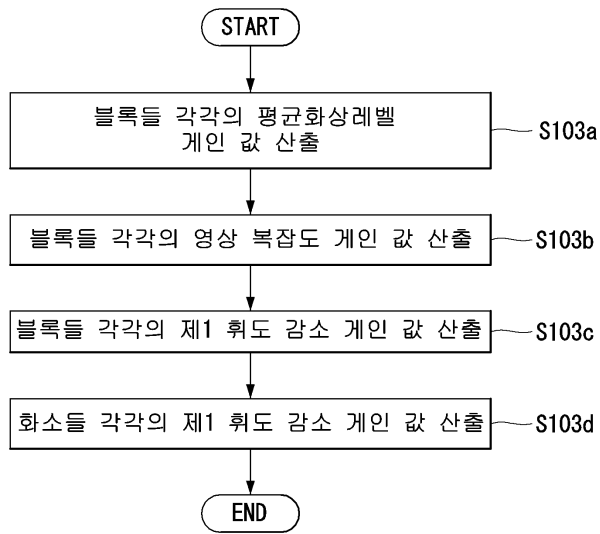 START
블록들 각각의 평균화상레벨
게인 값 산출
S103a
블록들 각각의 영상 복잡도 게인 값 산출
S103b
블록들 각각의 제1 휘도 감소 게인 값 산출
S103c
화소들 각각의 제1 휘도 감소 게인 값 산출
S103d
END